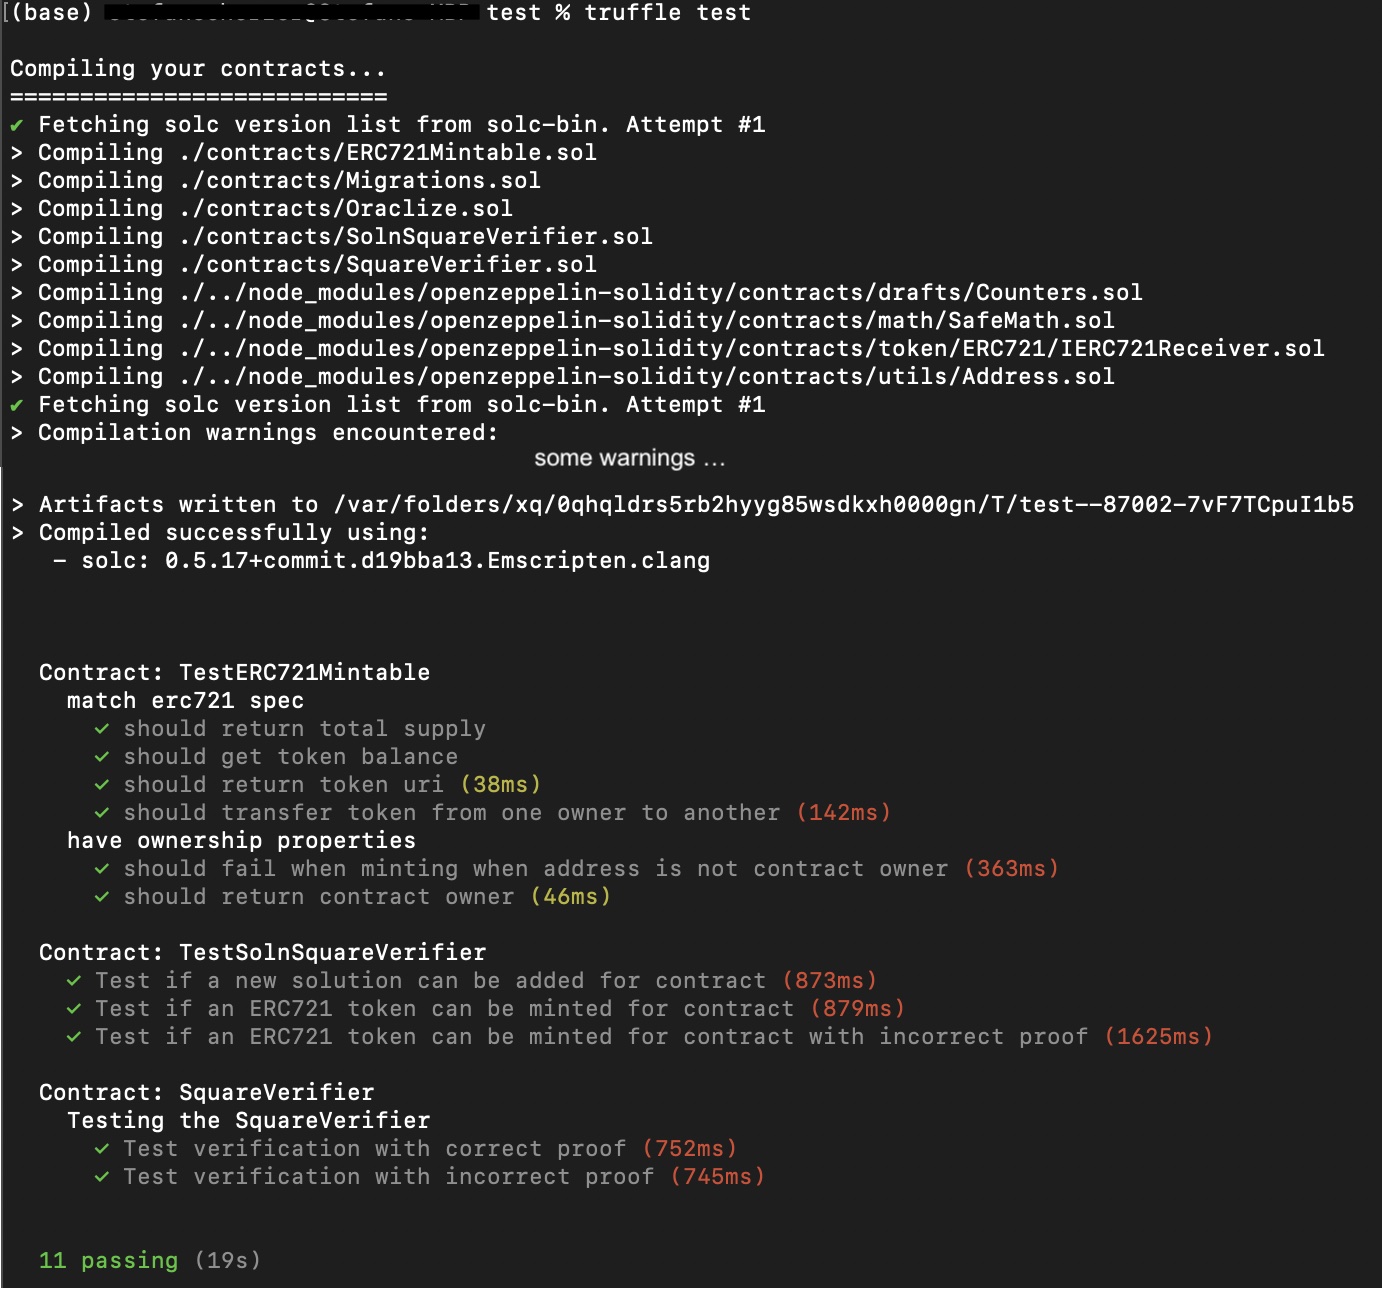 [(base) test % truffle test
Compiling your contracts...
===========================
✔ Fetching solc version list from solc-bin. Attempt #1
> Compiling ./contracts/ERC721Mintable.sol
> Compiling ./contracts/Migrations.sol
> Compiling ./contracts/Oraclize.sol
> Compiling ./contracts/SolnSquareVerifier.sol
> Compiling ./contracts/SquareVerifier.sol
> Compiling ./../node_modules/openzeppelin-solidity/contracts/drafts/Counters.sol
> Compiling ./../node_modules/openzeppelin-solidity/contracts/math/SafeMath.sol
> Compiling ./../node_modules/openzeppelin-solidity/contracts/token/ERC721/IERC721Receiver.sol
> Compiling ./../node_modules/openzeppelin-solidity/contracts/utils/Address.sol
✔ Fetching solc version list from solc-bin. Attempt #1
> Compilation warnings encountered:
some warnings ...
> Artifacts written to /var/folders/xq/0qhqldrs5rb2hyyg85wsdkxh0000gn/T/test--87002-7vF7TCpuI1b5
> Compiled successfully using:
- solc: 0.5.17+commit.d19bba13.Emscripten.clang
Contract: TestERC721Mintable
match erc721 spec
✓ should return total supply
✓ should get token balance
✓ should return token uri (38ms)
✓ should transfer token from one owner to another (142ms)
have ownership properties
✓ should fail when minting when address is not contract owner (363ms)
✓ should return contract owner (46ms)
Contract: TestSolnSquareVerifier
✓ Test if a new solution can be added for contract (873ms)
✓ Test if an ERC721 token can be minted for contract (879ms)
✓ Test if an ERC721 token can be minted for contract with incorrect proof (1625ms)
Contract: SquareVerifier
Testing the SquareVerifier
✓ Test verification with correct proof (752ms)
✓ Test verification with incorrect proof (745ms)
11 passing (19s)